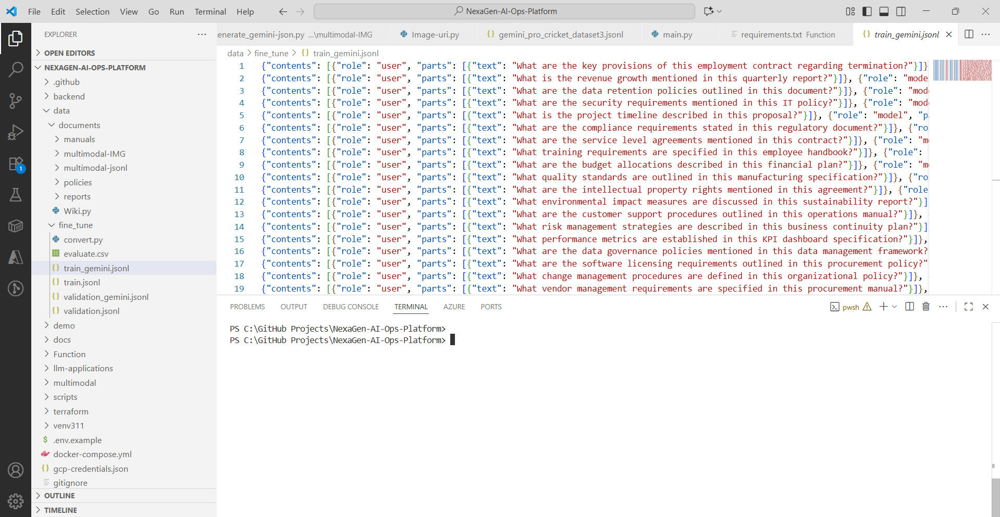 File Edit Selection View Go Run Terminal Help
NexaGen-AI-Ops-Platform
EXPLORER
OPEN EDITORS
NEXAGEN-AI-OPS-PLATFORM
.github
backend
data
documents
manuals
multimodal-IMG
multimodal-jsonl
policies
reports
Wiki.py
fine_tune
convert.py
evaluate.csv
train_gemini.jsonl
train.jsonl
validation_gemini.jsonl
validation.jsonl
demo
docs
Function
llm-applications
multimodal
scripts
terraform
venv311
.env.example
docker-compose.yml
gcp-credentials.json
gitignore
OUTLINE
TIMELINE
1
enerate_gemini-json.py ...\multimodal-IMG
Image-uri.py
gemini_pro_cricket_dataset3.jsonl
main.py
requirements.txt Function
train_gemini.jsonl
data > fine_tune > {} train_gemini.jsonl
1 {"contents": [{"role": "user", "parts": [{"text": "What are the key provisions of this employment contract regarding termination?"}]}
2 {"contents": [{"role": "user", "parts": [{"text": "What is the revenue growth mentioned in this quarterly report?"}]}, {"role": "mode
3 {"contents": [{"role": "user", "parts": [{"text": "What are the data retention policies outlined in this document?"}]}, {"role": "mod
4 {"contents": [{"role": "user", "parts": [{"text": "What are the security requirements mentioned in this IT policy?"}]}, {"role": "mod
5 {"contents": [{"role": "user", "parts": [{"text": "What is the project timeline described in this proposal?"}]}, {"role": "model", "p
6 {"contents": [{"role": "user", "parts": [{"text": "What are the compliance requirements stated in this regulatory document?"}]}, {"ro
7 {"contents": [{"role": "user", "parts": [{"text": "What are the service level agreements mentioned in this contract?"}]}, {"role": "m
8 {"contents": [{"role": "user", "parts": [{"text": "What training requirements are specified in this employee handbook?"}]}, {"role":
9 {"contents": [{"role": "user", "parts": [{"text": "What are the budget allocations described in this financial plan?"}]}, {"role": "m
10 {"contents": [{"role": "user", "parts": [{"text": "What quality standards are outlined in this manufacturing specification?"}]}, {"ro
11 {"contents": [{"role": "user", "parts": [{"text": "What are the intellectual property rights mentioned in this agreement?"}]}, {"role
12 {"contents": [{"role": "user", "parts": [{"text": "What environmental impact measures are discussed in this sustainability report?"}]
13 {"contents": [{"role": "user", "parts": [{"text": "What are the customer support procedures outlined in this operations manual?"}]},
14 {"contents": [{"role": "user", "parts": [{"text": "What risk management strategies are described in this business continuity plan?"}]
15 {"contents": [{"role": "user", "parts": [{"text": "What performance metrics are established in this KPI dashboard specification?"}]},
16 {"contents": [{"role": "user", "parts": [{"text": "What are the data governance policies mentioned in this data management framework?
17 {"contents": [{"role": "user", "parts": [{"text": "What are the software licensing requirements outlined in this procurement policy?"
18 {"contents": [{"role": "user", "parts": [{"text": "What change management procedures are defined in this organizational policy?"}]},
19 {"contents": [{"role": "user", "parts": [{"text": "What vendor management requirements are specified in this procurement manual?"}]},
PROBLEMS OUTPUT DEBUG CONSOLE TERMINAL AZURE PORTS
pwsh
PS C:\GitHub Projects\NexaGen-AI-Ops-Platform>
PS C:\GitHub Projects\NexaGen-AI-Ops-Platform>